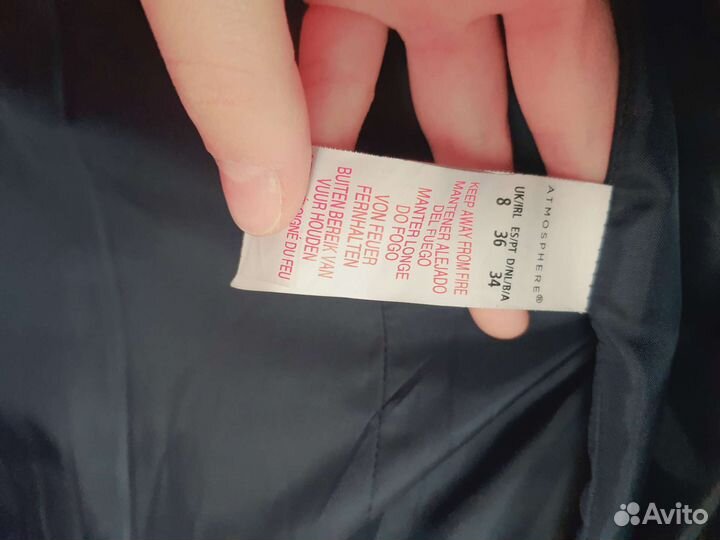 ATMOSPHERE®
UK/IRL ES/PT D/NL/B/A
8 36 34
KEEP AWAY FROM FIRE
MANTENER ALEJADO
DEL FUEGO
MANTER LONGE
DO FOGO
VON FEUER
FERNHALTEN
BUITEN BEREIK VAN
VUUR HOUDEN
DU FEU
Avito